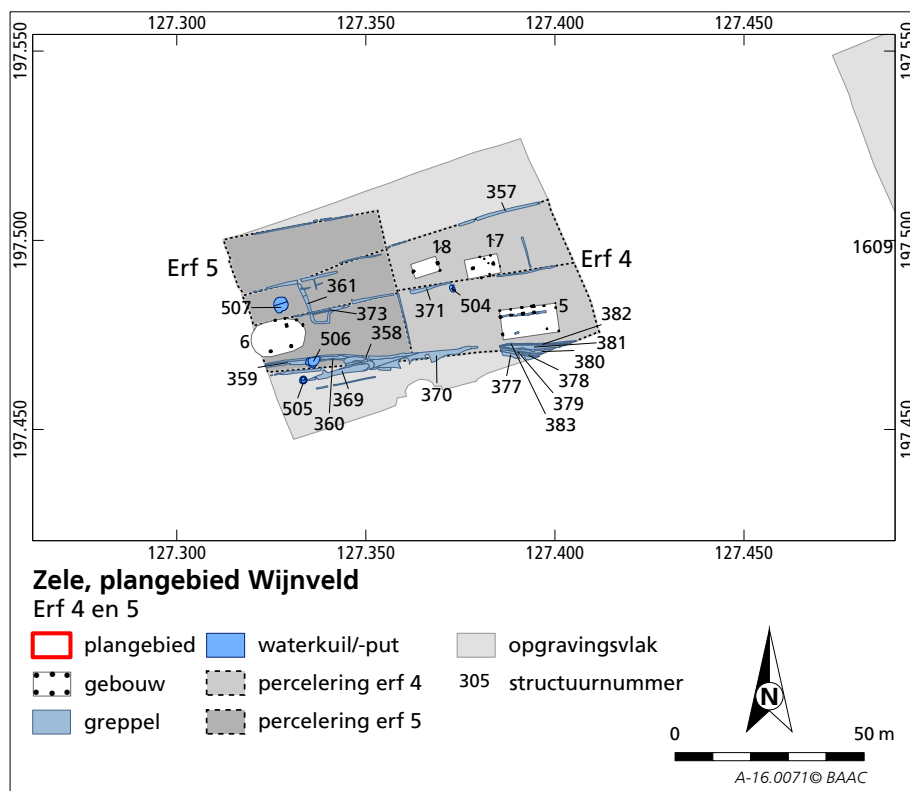 127.300 127.350 127.400 127.450
197.550 197.550
357
197.500 197.500
18 17 1609
Erf 5 Erf 4
361
507 371 504
373 5
6 506 358 382
381
359 370 377 380
378
505 369 379
360 383
197.450 197.450
127.300 127.350 127.400 127.450
Zele, plangebied Wijnveld
Erf 4 en 5
plangebied waterkuil/-put opgravingsvlak
gebouw percelering erf 4 305 structuurnummer
greppel percelering erf 5
N
0 50 m
A-16.0071© BAAC